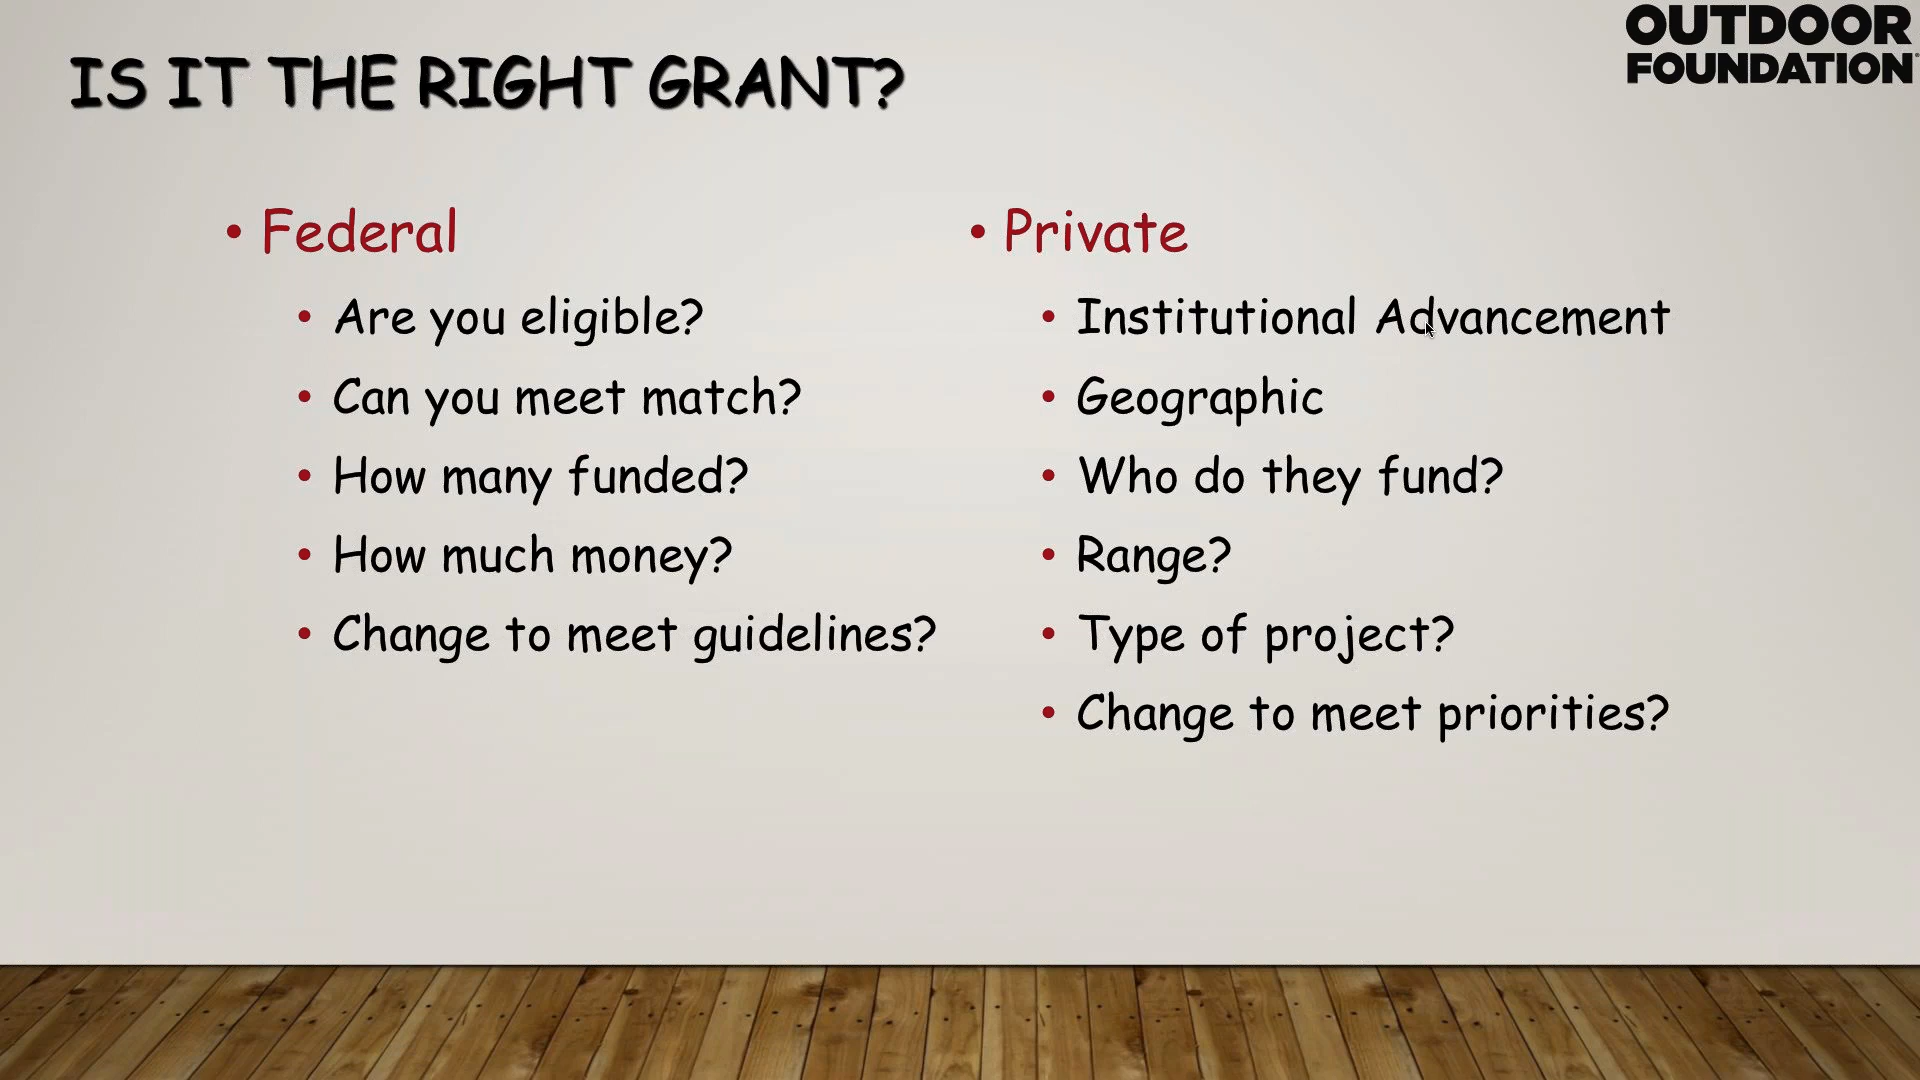 IS IT THE RIGHT GRANT?
OUTDOOR
FOUNDATION
• Federal
• Are you eligible?
• Can you meet match?
• How many funded?
• How much money?
• Change to meet guidelines?
• Private
• Institutional Advancement
• Geographic
• Who do they fund?
• Range?
• Type of project?
• Change to meet priorities?